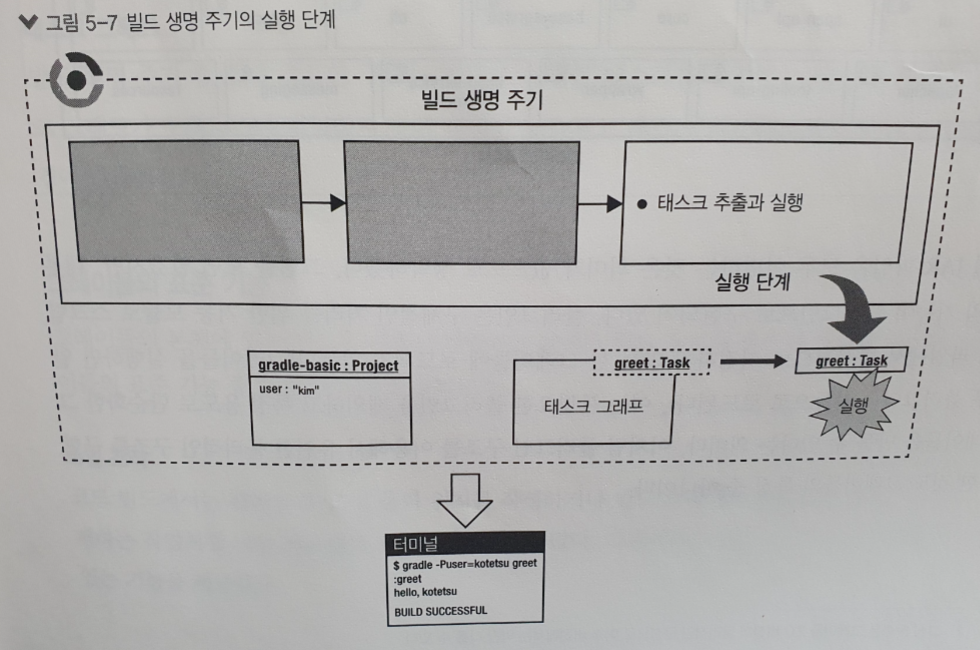 그림 5-7 빌드 생명 주기의 실행 단계
빌드 생명 주기
● 태스크 추출과 실행
실행 단계
gradle-basic : Project
user : "kim"
greet : Task
태스크 그래프
greet : Task
실행
터미널
$ gradle -Puser=kotetsu greet
:greet
hello, kotetsu
BUILD SUCCESSFUL